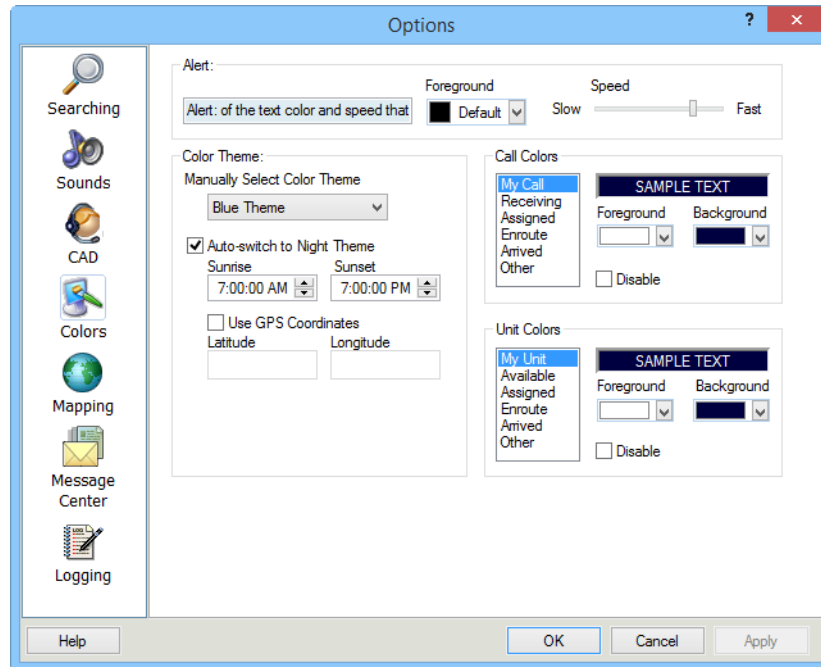 Options
?
Searching
Sounds
CAD
Colors
Mapping
Message
Center
Logging
Alert:
Alert: of the text color and speed that
Foreground
Default
Speed
Slow
Fast
Color Theme:
Manually Select Color Theme
Blue Theme
Auto-switch to Night Theme
Sunrise
Sunset
7:00:00 AM
7:00:00 PM
Use GPS Coordinates
Latitude
Longitude
Call Colors
My Call
Receiving
Assigned
Enroute
Arrived
Other
SAMPLE TEXT
Foreground
Background
Disable
Unit Colors
My Unit
Available
Assigned
Enroute
Arrived
Other
SAMPLE TEXT
Foreground
Background
Disable
Help
OK
Cancel
Apply